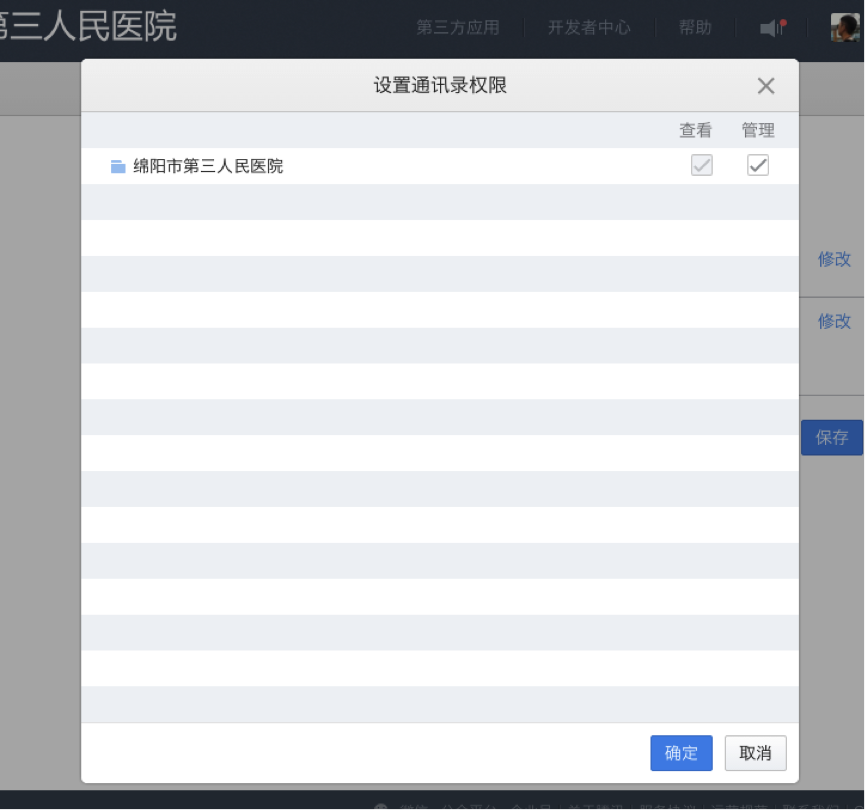 第三人民医院
第三方应用
开发者中心
帮助
设置通讯录权限
查看
管理
绵阳市第三人民医院
修改
修改
保存
确定
取消